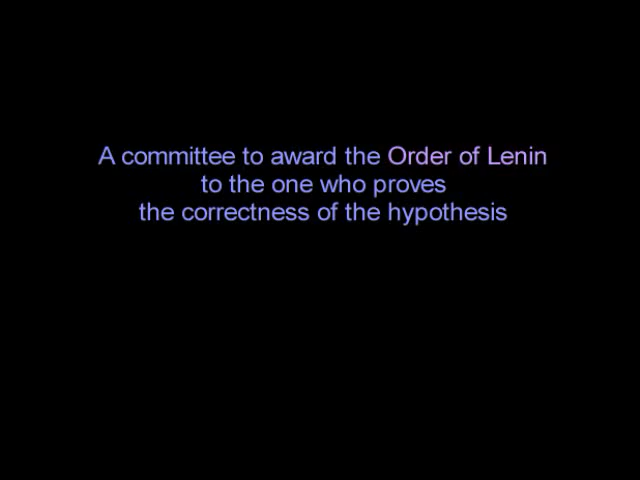 A committee to award the Order of Lenin
to the one who proves
the correctness of the hypothesis